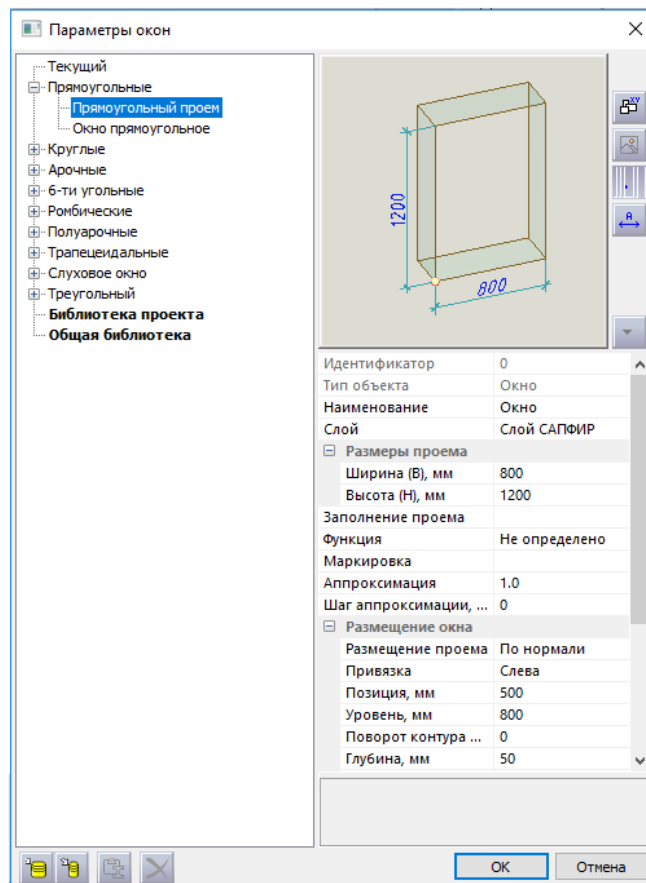 Параметры окон
Текущий
Прямоугольные
Прямоугольный проем
Окно прямоугольное
Круглые
Арочные
6-ти угольные
Ромбические
Полуарочные
Трапецеидальные
Слуховое окно
Треугольный
Библиотека проекта
Общая библиотека
1200
800
XY
A
Идентификатор 0
Тип объекта Окно
Наименование Окно
Слой Слой САПФИР
Размеры проема
Ширина (B), мм 800
Высота (H), мм 1200
Заполнение проема
Функция Не определено
Маркировка
Аппроксимация 1.0
Шаг аппроксимации, ... 0
Размещение окна
Размещение проема По нормали
Привязка Слева
Позиция, мм 500
Уровень, мм 800
Поворот контура ... 0
Глубина, мм 50
OK Отмена